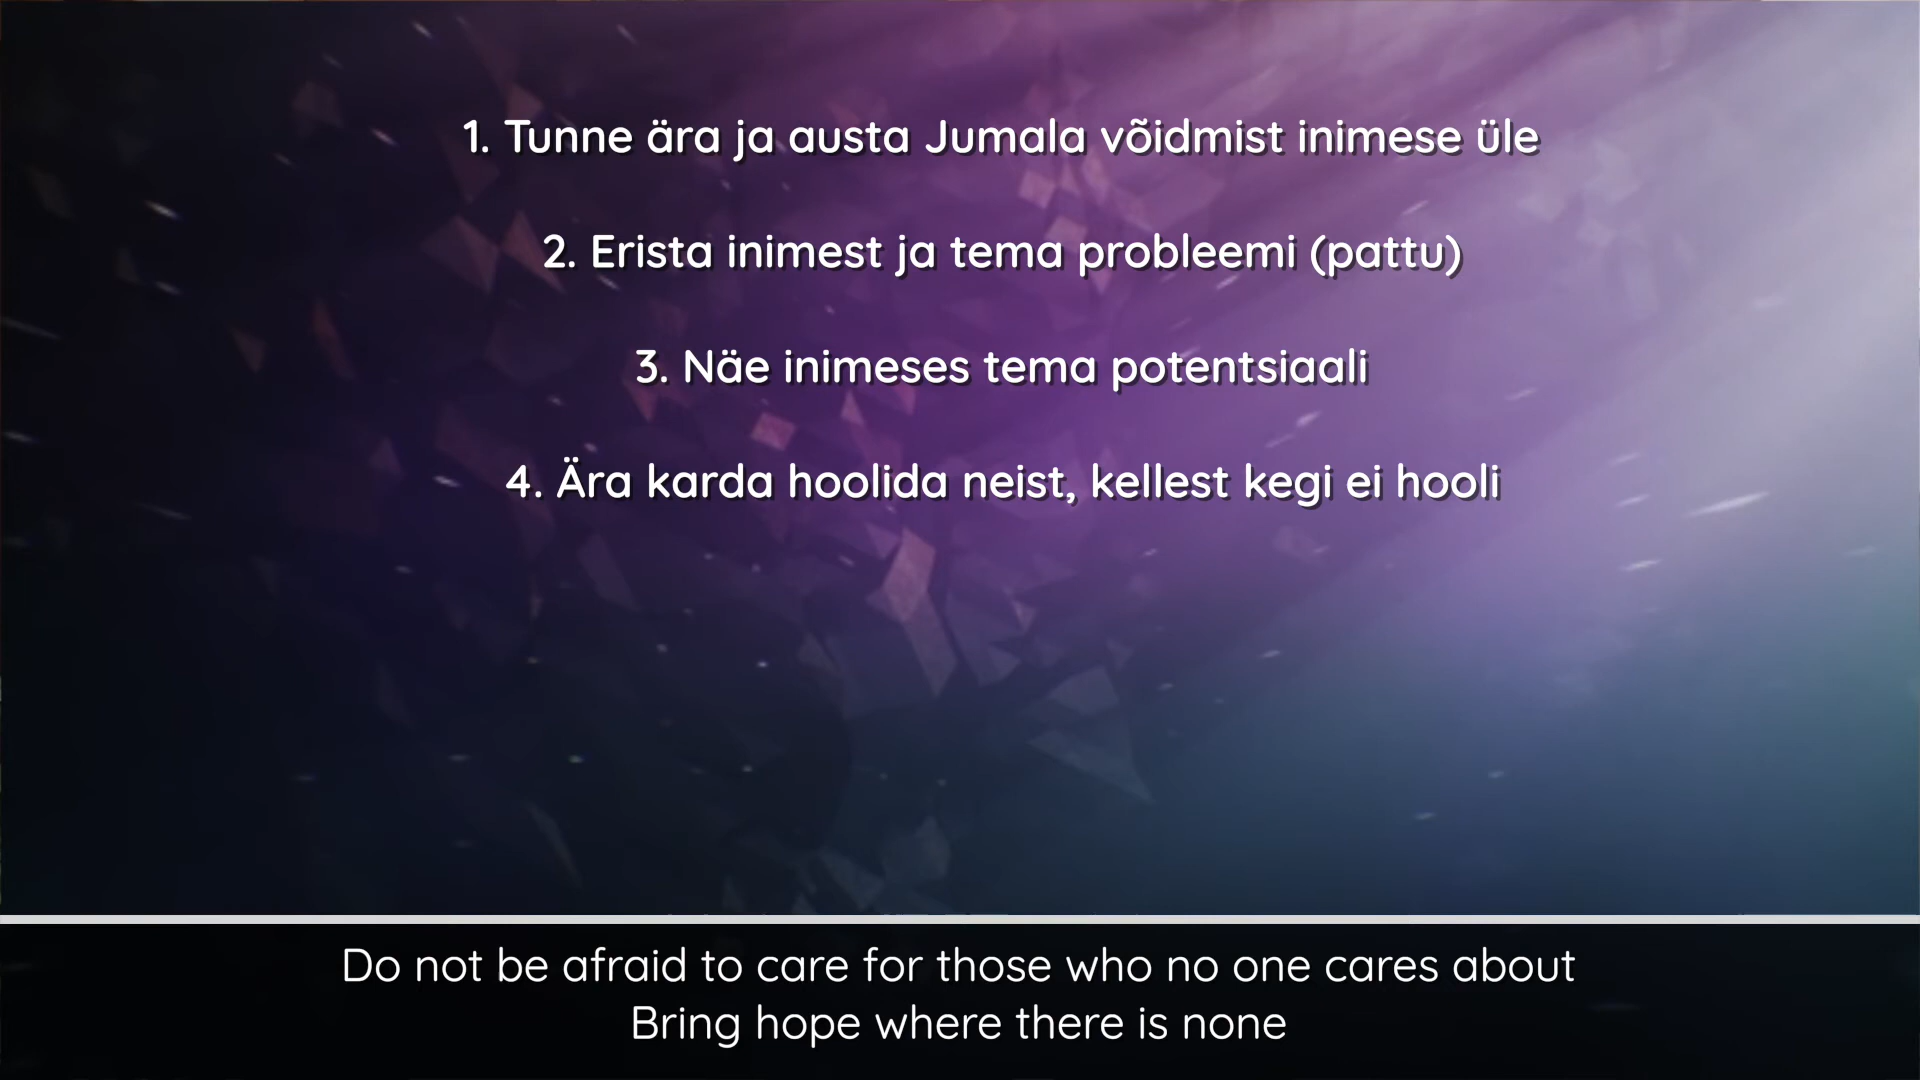 1. Tunne ära ja austa Jumala võidmist inimese üle
2. Erista inimest ja tema probleemi (pattu)
3. Näe inimeses tema potentsiaali
4. Ära karda hoolida neist, kellest kegi ei hooli
Do not be afraid to care for those who no one cares about
Bring hope where there is none